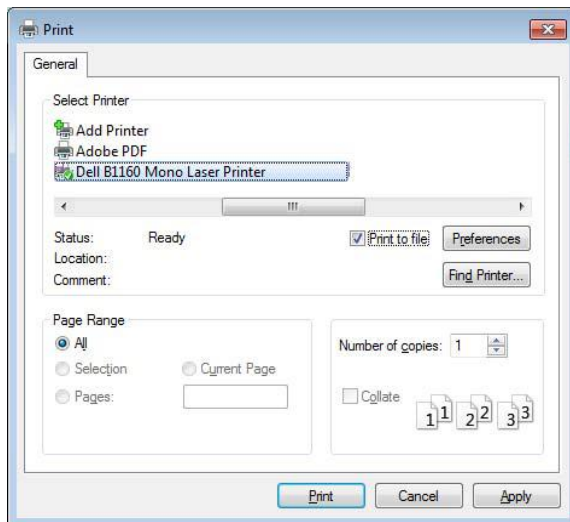 Print
General
Select Printer
Add Printer
Adobe PDF
Dell B1160 Mono Laser Printer
Status: Ready
Print to file
Preferences
Location:
Comment:
Find Printer...
Page Range
All
Selection
Current Page
Pages:
Number of copies: 1
Collate
1 1 2 2 3 3
Print
Cancel
Apply